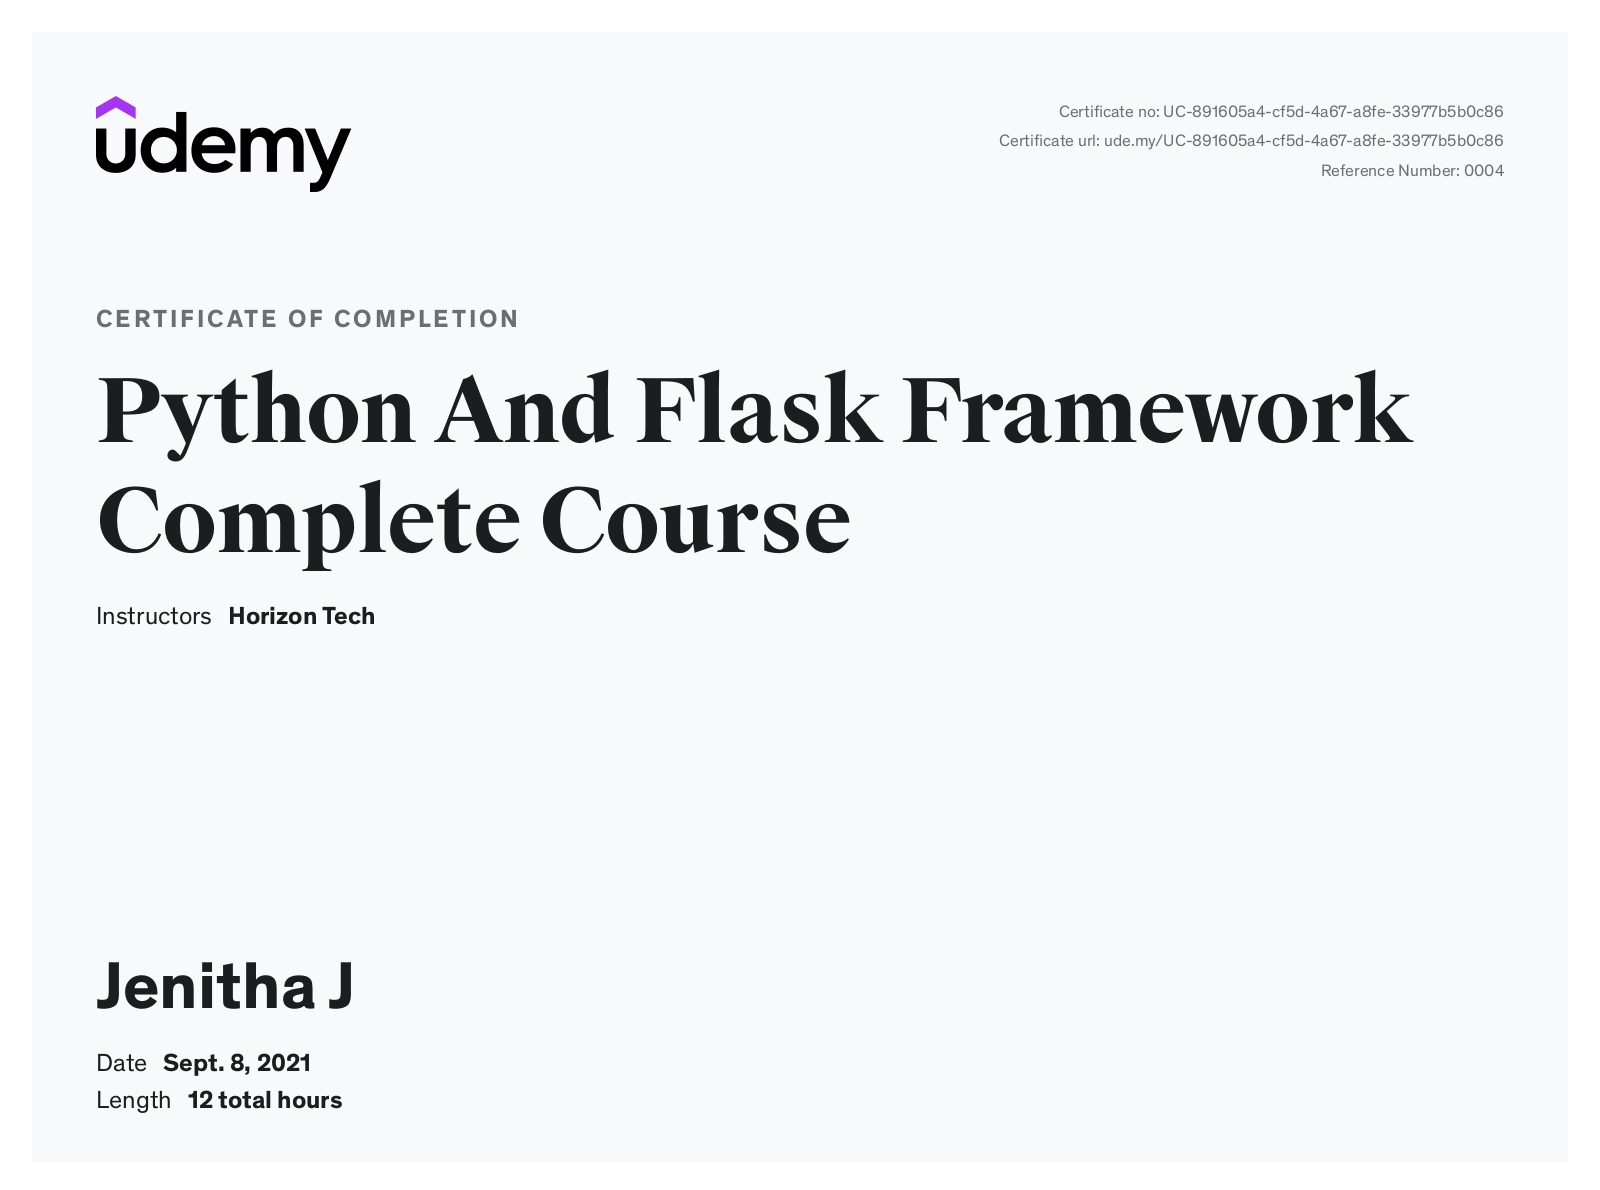 udemy
Certificate no: UC-891605a4-cf5d-4a67-a8fe-33977b5b0c86
Certificate url: ude.my/UC-891605a4-cf5d-4a67-a8fe-33977b5b0c86
Reference Number: 0004
CERTIFICATE OF COMPLETION
Python And Flask Framework
Complete Course
Instructors Horizon Tech
Jenitha J
Date Sept. 8, 2021
Length 12 total hours